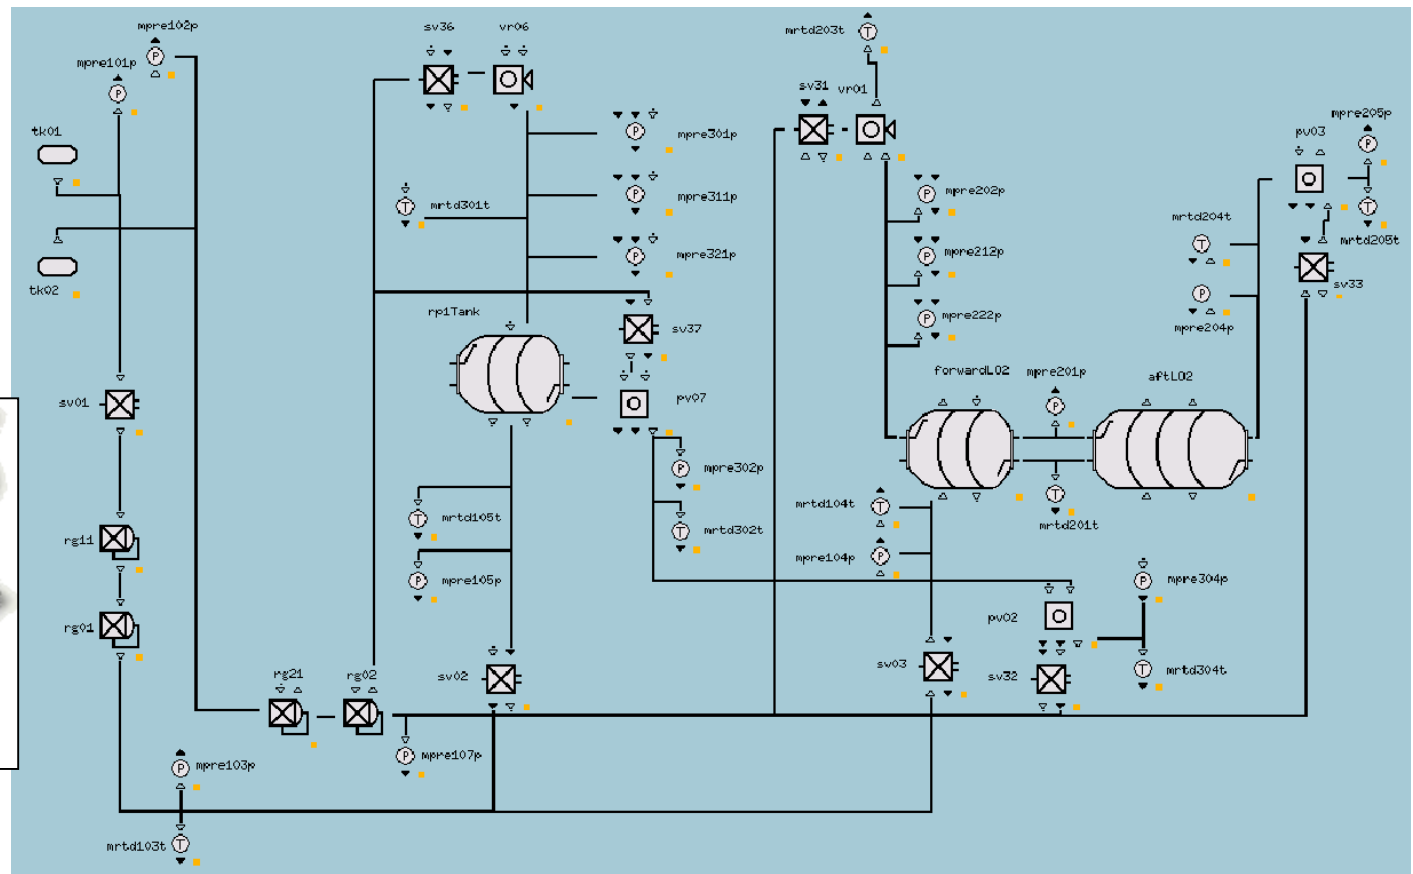 sv36
vr06
mpre102p
mrtd203t
mpre101p
sv31
vr01
mpre205p
tk01
pv03
mpre301p
mpre202p
mpre311p
mrtd301t
mrtd204t
mrtd205t
mpre321p
mpre212p
sv33
tk02
rp1Tank
mpre222p
mpre204p
sv37
forwardLO2
mpre201p
aftLO2
sv01
pv07
mpre302p
mrtd105t
mrtd104t
mrtd201t
mrtd302t
rg11
mpre105p
mpre104p
mpre304p
pv02
rg01
rg21
rg02
sv02
sv03
sv32
mrtd304t
mpre103p
mpre107p
mrtd103t
P
P
T
P
P
P
P
T
P
T
P
P
T
P
P
P
P
T
T
P
T
P
T
P
P
T
P
P
T